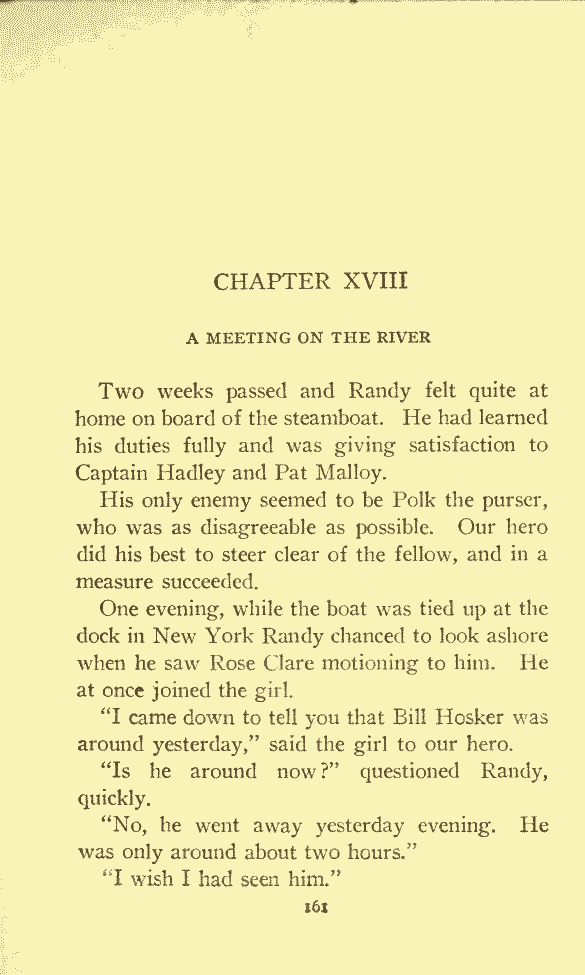 CHAPTER XVIII
A MEETING ON THE RIVER
Two weeks passed and Randy felt quite at
home on board of the steamboat. He had learned
his duties fully and was giving satisfaction to
Captain Hadley and Pat Malloy.
His only enemy seemed to be Polk the purser,
who was as disagreeable as possible. Our hero
did his best to steer clear of the fellow, and in a
measure succeeded.
One evening, while the boat was tied up at the
dock in New York Randy chanced to look ashore
when he saw Rose Clare motioning to him. He
at once joined the girl.
“I came down to tell you that Bill Hosker was
around yesterday,” said the girl to our hero.
“Is he around now?” questioned Randy,
quickly.
“No, he went away yesterday evening. He
was only around about two hours.”
“I wish I had seen him.”
161